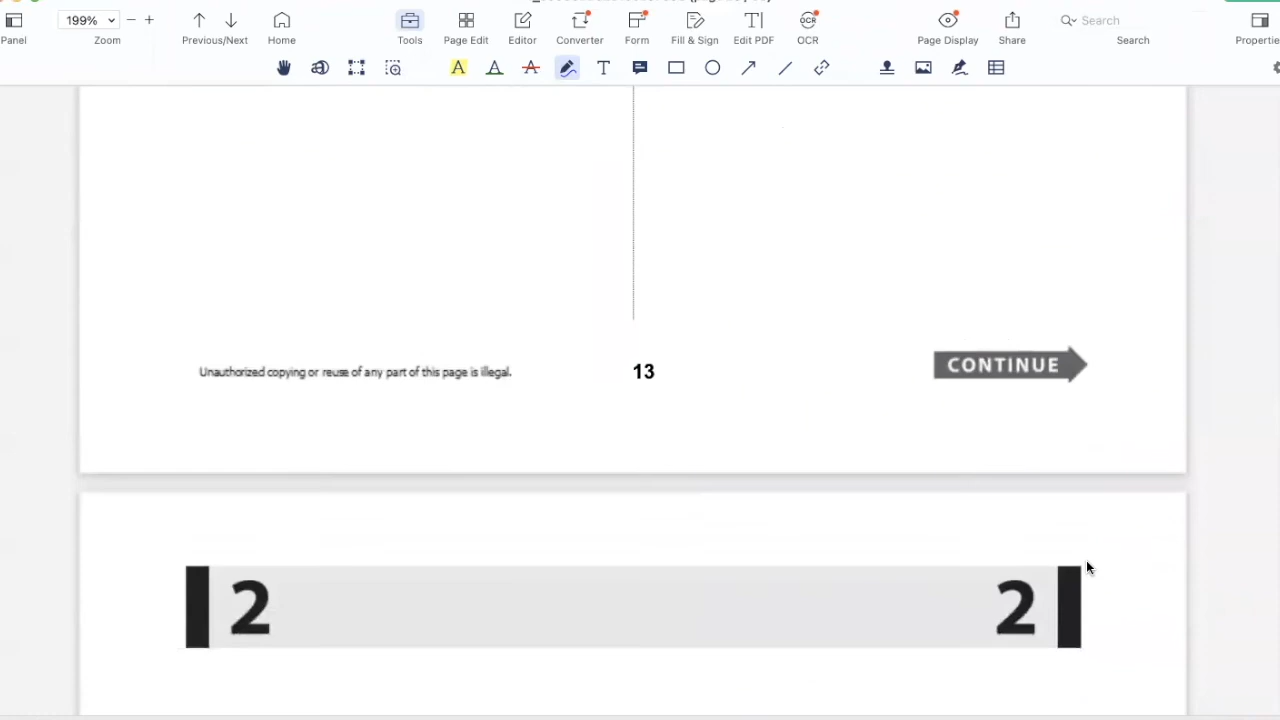 199%
Search
Panel
Zoom
Previous/Next
Home
Tools
Page Edit
Editor
Converter
Form
Fill & Sign
Edit PDF
OCR
Page Display
Share
Search
Propertie
Unauthorized copying or reuse of any part of this page is illegal.
13
CONTINUE
2
2